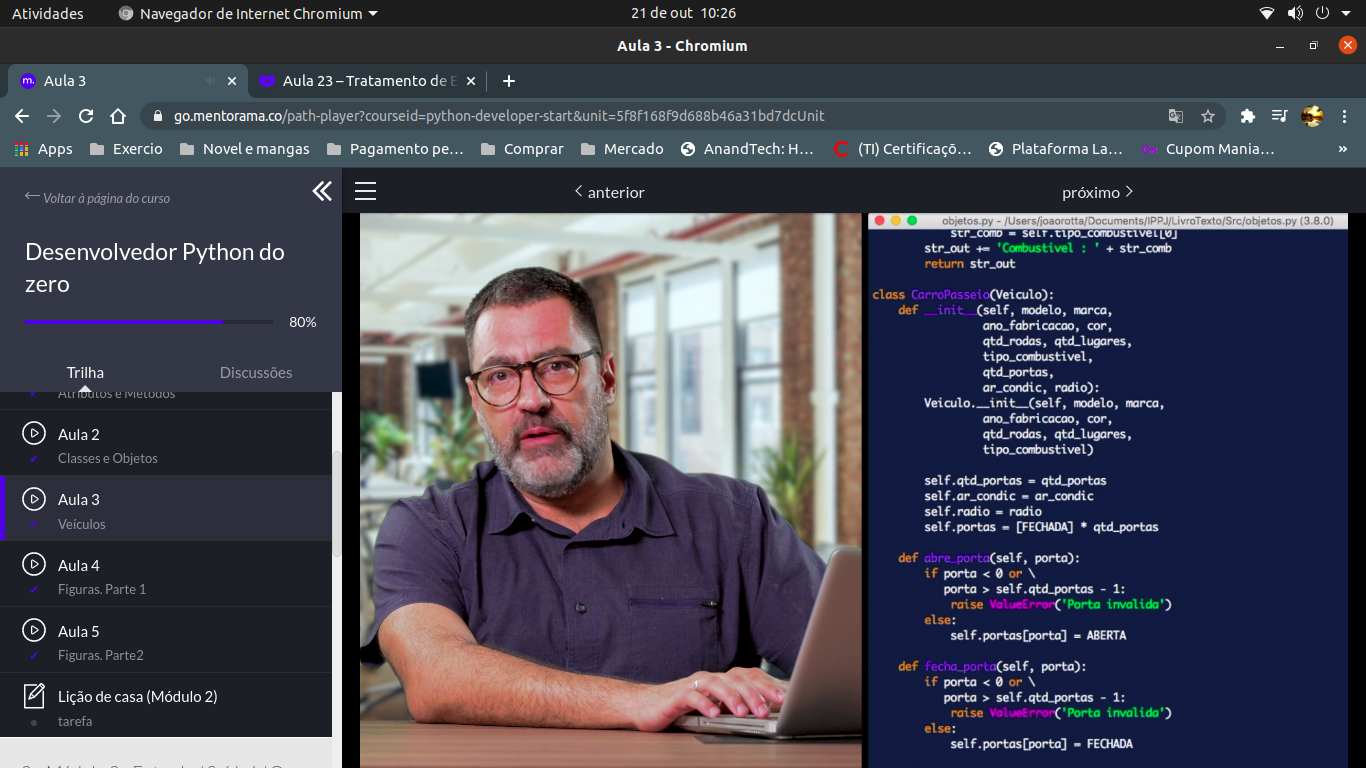 Atividades
Navegador de Internet Chromium
21 de out 10:26
Aula 3 - Chromium
m. Aula 3
Aula 23 – Tratamento de E
go.mentorama.co/path-player?courseid=python-developer-start&unit=5f8f168f9d688b46a31bd7dcUnit
Apps
Exercio
Novel e mangas
Pagamento pe…
Comprar
Mercado
AnandTech: H…
(TI) Certificaçõ…
Plataforma La…
Cupom Mania…
»
← Voltar à página do curso
anterior
próximo
Desenvolvedor Python do
zero
80%
Trilha
Discussões
Atributos e Métodos
Aula 2
Classes e Objetos
Aula 3
Veículos
Aula 4
Figuras. Parte 1
Aula 5
Figuras. Parte2
Lição de casa (Módulo 2)
tarefa
objetos.py - /Users/joaorotta/Documents/IPPJ/LivroTexto/Src/objetos.py (3.8.0)
str_comb = self.tipo_combustivel[0]
str_out += 'Combustivel : ' + str_comb
return str_out
class CarroPasseio(Veiculo):
def __init__(self, modelo, marca,
ano_fabricacao, cor,
qtd_rodas, qtd_lugares,
tipo_combustivel,
qtd_portas,
ar_condic, radio):
Veiculo.__init__(self, modelo, marca,
ano_fabricacao, cor,
qtd_rodas, qtd_lugares,
tipo_combustivel)
self.qtd_portas = qtd_portas
self.ar_condic = ar_condic
self.radio = radio
self.portas = [FECHADA] * qtd_portas
def abre_porta(self, porta):
if porta < 0 or \
porta > self.qtd_portas - 1:
raise ValueError('Porta invalida')
else:
self.portas[porta] = ABERTA
def fecha_porta(self, porta):
if porta < 0 or \
porta > self.qtd_portas - 1:
raise ValueError('Porta invalida')
else:
self.portas[porta] = FECHADA